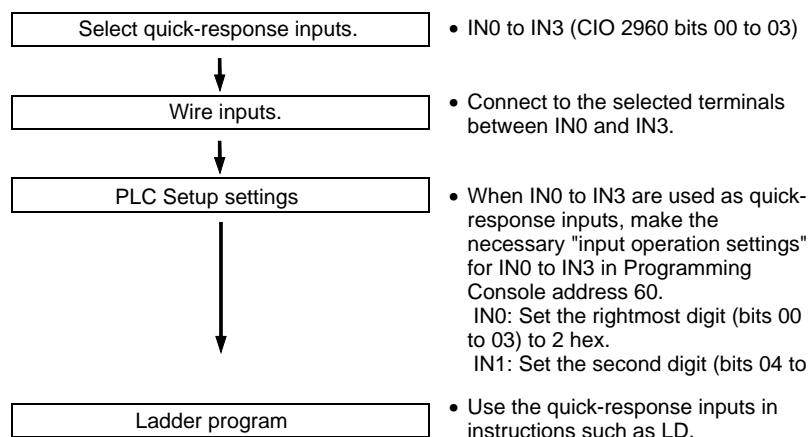 Select quick-response inputs.
• IN0 to IN3 (CIO 2960 bits 00 to 03)
Wire inputs.
• Connect to the selected terminals
between IN0 and IN3.
PLC Setup settings
• When IN0 to IN3 are used as quick-
response inputs, make the
necessary "input operation settings"
for IN0 to IN3 in Programming
Console address 60.
IN0: Set the rightmost digit (bits 00
to 03) to 2 hex.
IN1: Set the second digit (bits 04 to
Ladder program
• Use the quick-response inputs in
instructions such as LD.